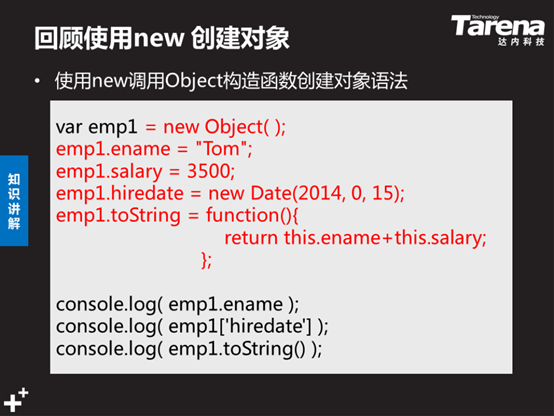 回顾使用new 创建对象
Technology
Tarena
达内科技
• 使用new调用Object构造函数创建对象语法
知识讲解
var emp1 = new Object( );
emp1.ename = "Tom";
emp1.salary = 3500;
emp1.hiredate = new Date(2014, 0, 15);
emp1.toString = function(){
return this.ename+this.salary;
};
console.log( emp1.ename );
console.log( emp1['hiredate'] );
console.log( emp1.toString() );